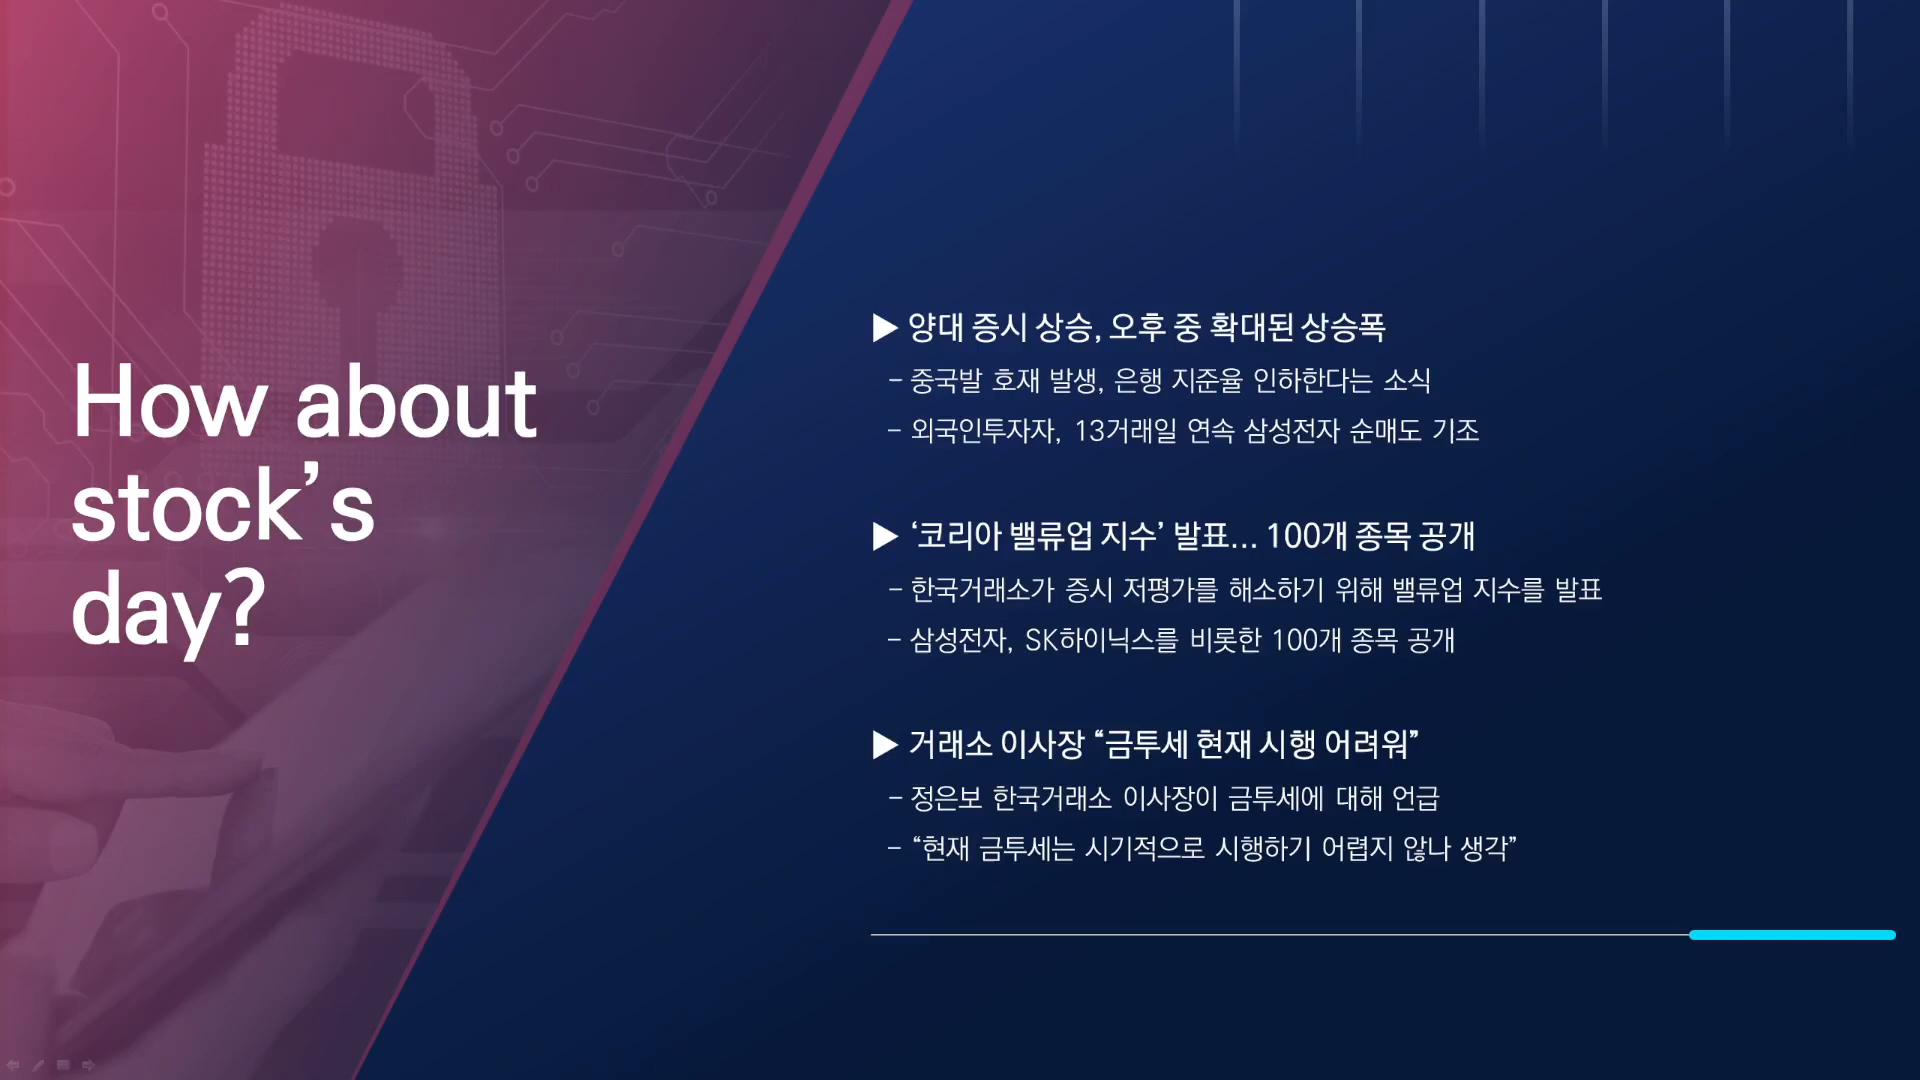 How about
stock’s
day?
▶ 양대 증시 상승, 오후 중 확대된 상승폭
– 중국발 호재 발생, 은행 지준율 인하한다는 소식
– 외국인투자자, 13거래일 연속 삼성전자 순매도 기조
▶ ‘코리아 밸류업 지수’ 발표... 100개 종목 공개
– 한국거래소가 증시 저평가를 해소하기 위해 밸류업 지수를 발표
– 삼성전자, SK하이닉스를 비롯한 100개 종목 공개
▶ 거래소 이사장 “금투세 현재 시행 어려워”
– 정은보 한국거래소 이사장이 금투세에 대해 언급
– “현재 금투세는 시기적으로 시행하기 어렵지 않나 생각”